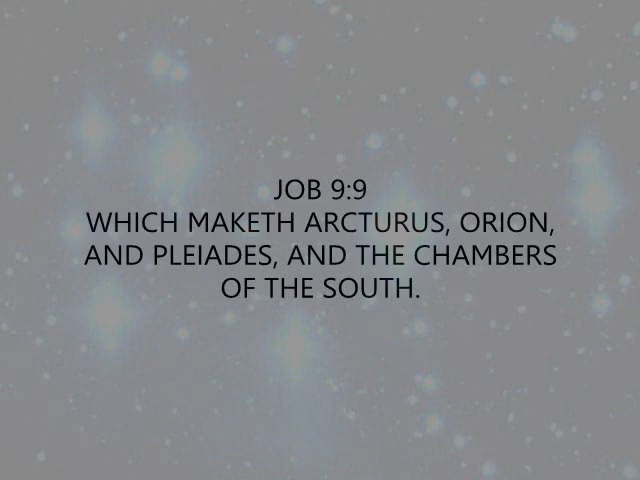 JOB 9:9
WHICH MAKETH ARCTURUS, ORION,
AND PLEIADES, AND THE CHAMBERS
OF THE SOUTH.